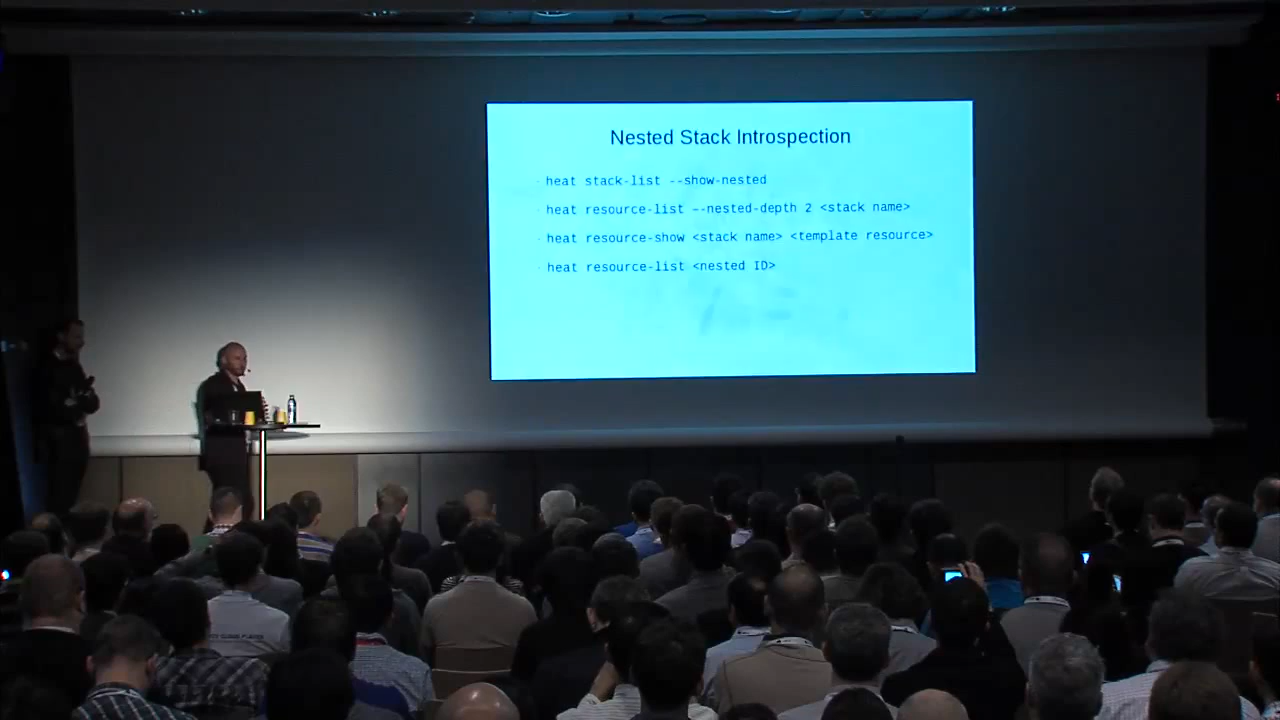 Nested Stack Introspection
· heat stack-list --show-nested
· heat resource-list --nested-depth 2 <stack name>
· heat resource-show <stack name> <template resource>
· heat resource-list <nested ID>